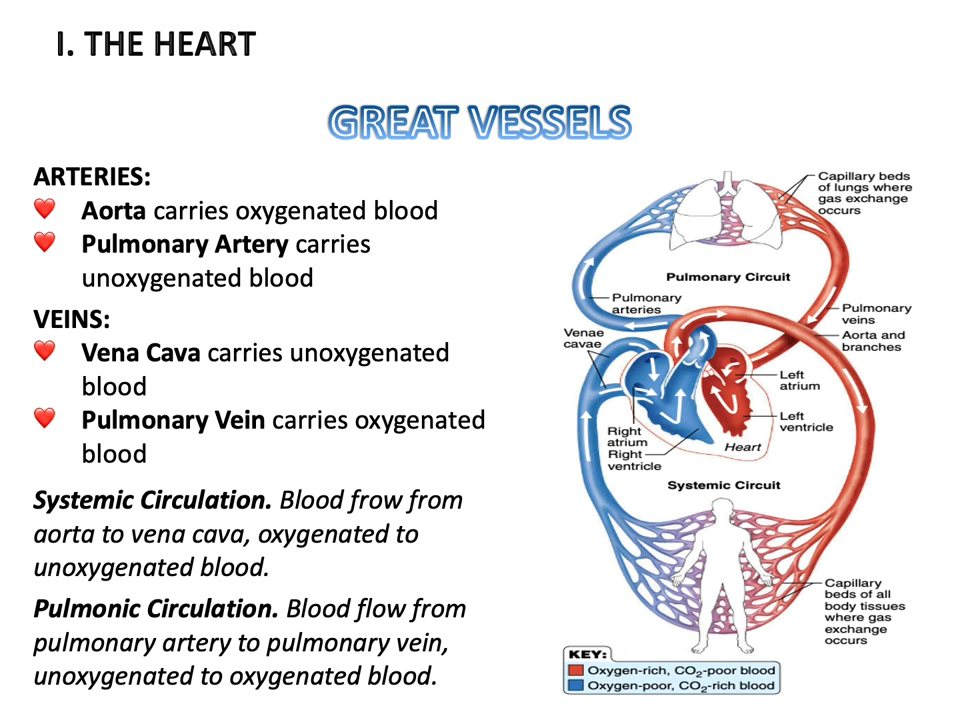 I. THE HEART
GREAT VESSELS
ARTERIES:
Aorta carries oxygenated blood
Pulmonary Artery carries
unoxygenated blood
VEINS:
Vena Cava carries unoxygenated
blood
Pulmonary Vein carries oxygenated
blood
Systemic Circulation. Blood frow from
aorta to vena cava, oxygenated to
unoxygenated blood.
Pulmonic Circulation. Blood flow from
pulmonary artery to pulmonary vein,
unoxygenated to oxygenated blood.
Capillary beds
of lungs where
gas exchange
occurs
Pulmonary Circuit
Pulmonary
arteries
Pulmonary
veins
Venae
cavae
Aorta and
branches
Left
atrium
Left
ventricle
Right
atrium
Right
ventricle
Heart
Systemic Circuit
Capillary
beds of all
body tissues
where gas
exchange
occurs
KEY:
Oxygen-rich, CO₂-poor blood
Oxygen-poor, CO₂-rich blood